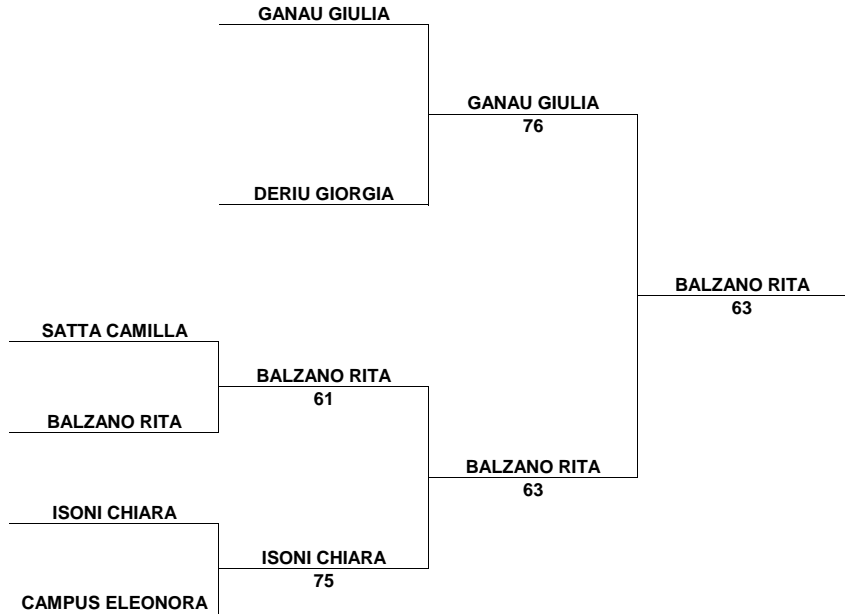 GANAU GIULIA
GANAU GIULIA
76
DERIU GIORGIA
BALZANO RITA
63
SATTA CAMILLA
BALZANO RITA
61
BALZANO RITA
BALZANO RITA
63
ISONI CHIARA
ISONI CHIARA
75
CAMPUS ELEONORA